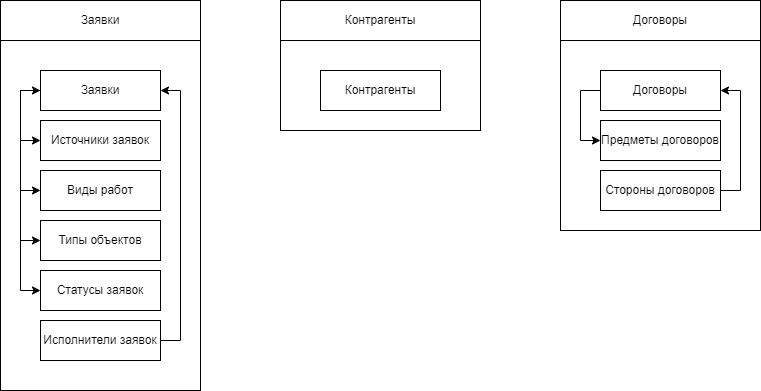 Заявки
Заявки
Источники заявок
Виды работ
Типы объектов
Статусы заявок
Исполнители заявок
Контрагенты
Контрагенты
Договоры
Договоры
Предметы договоров
Стороны договоров